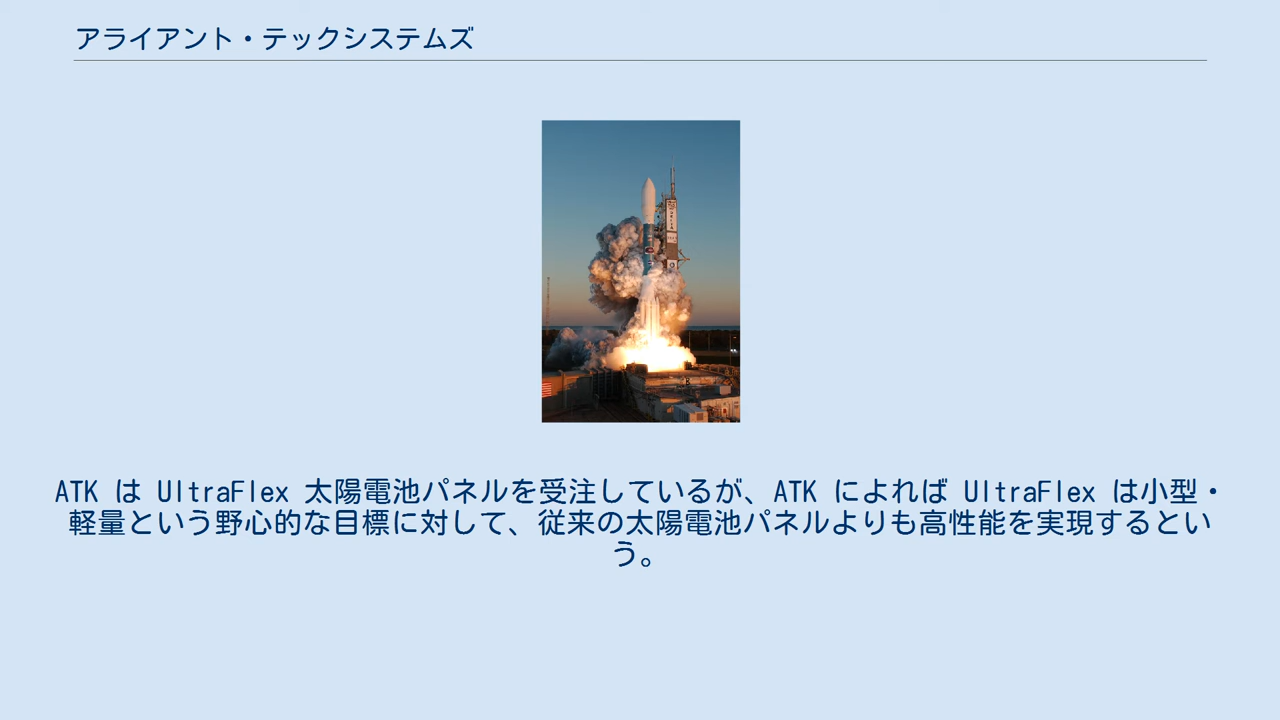 アライアント・テックシステムズ
ATK は UltraFlex 太陽電池パネルを受注しているが、ATK によれば UltraFlex は小型・
軽量という野心的な目標に対して、従来の太陽電池パネルよりも高性能を実現するとい
う。